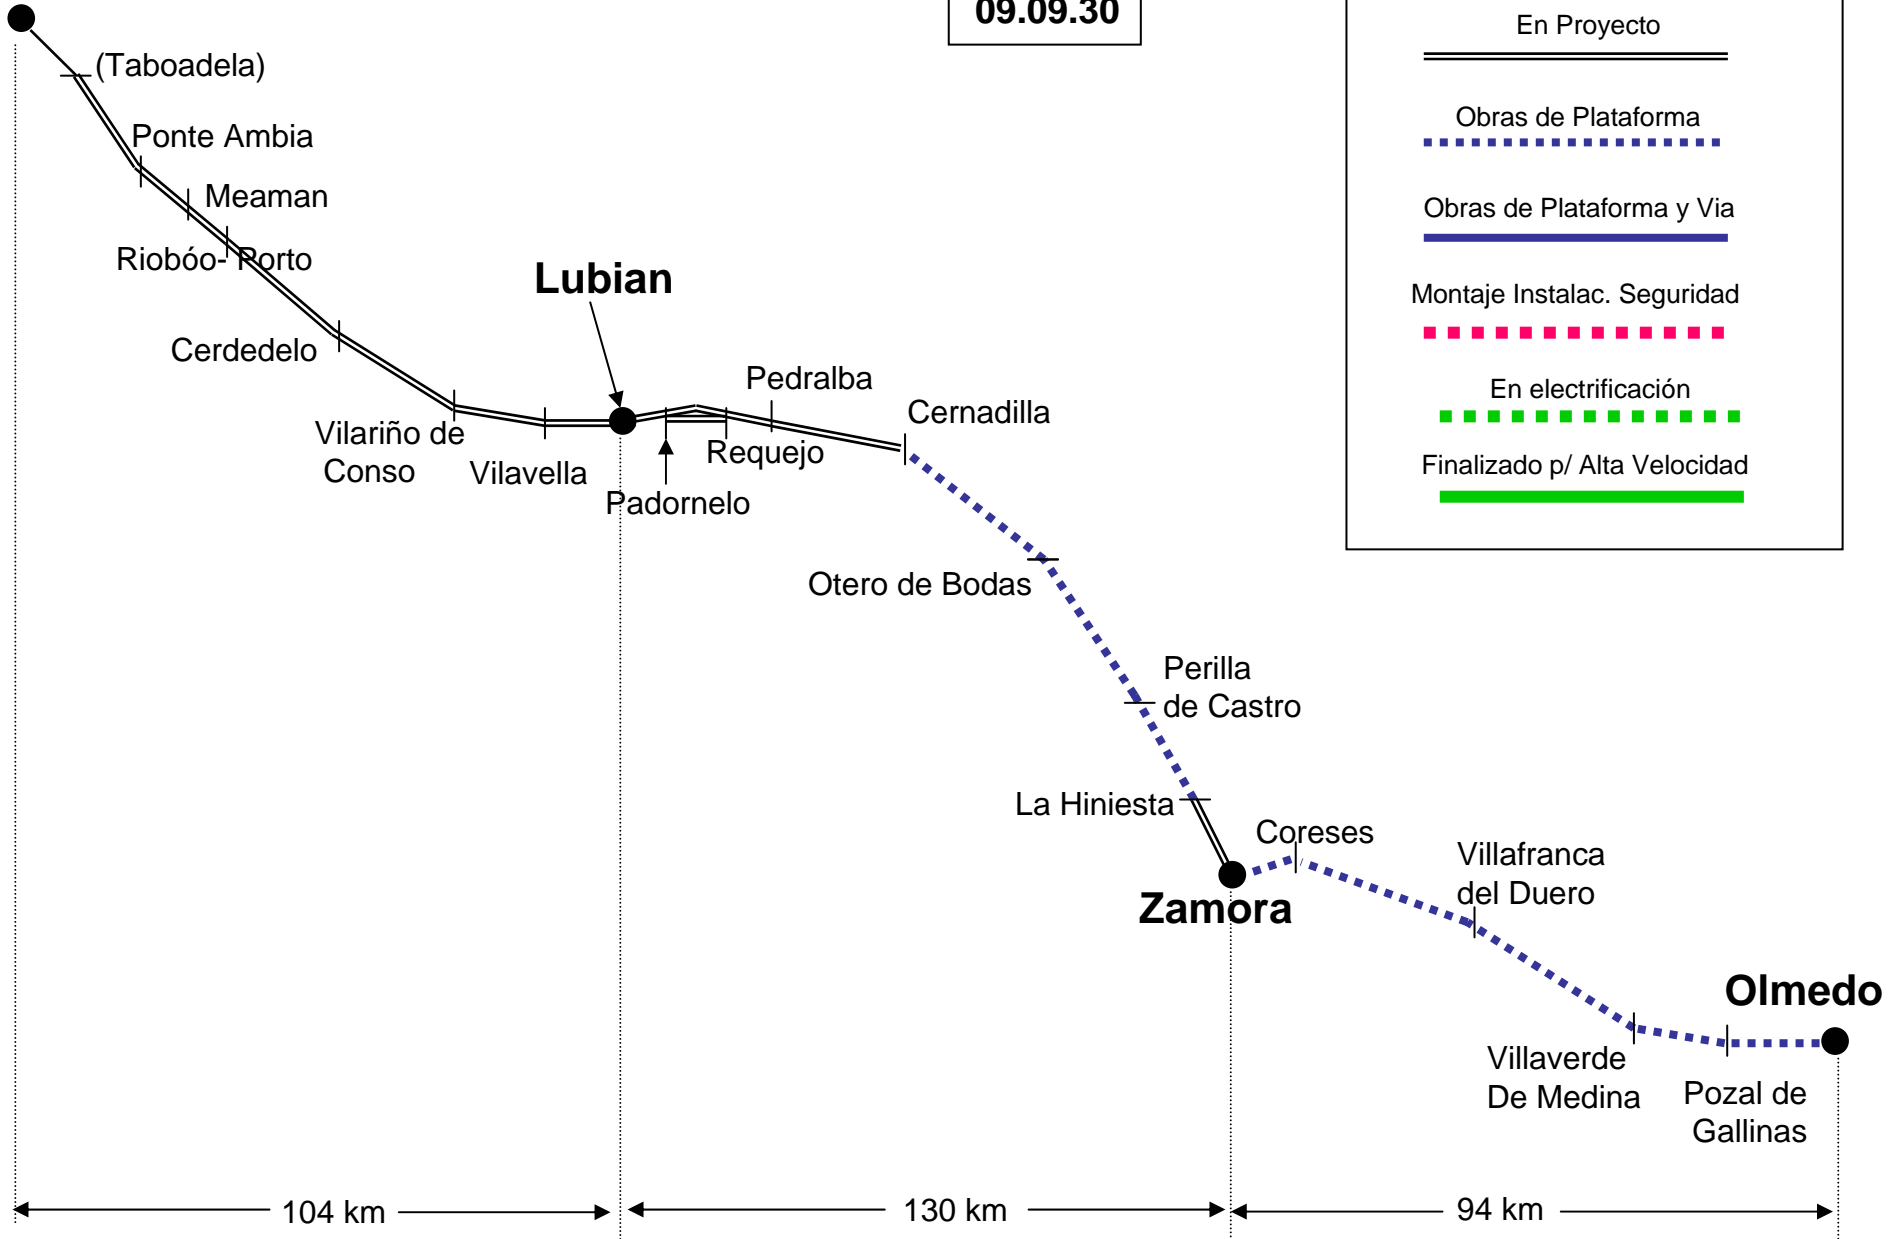 09.09.30
En Proyecto
(Taboadela)
Obras de Plataforma
Ponte Ambia
Meaman
Obras de Plataforma y Via
Riobóo- Porto
Lubian
Montaje Instalac. Seguridad
Cerdedelo
Pedralba
En electrificación
Cernadilla
Vilariño de
Conso
Requejo
Vilavella
Finalizado p/ Alta Velocidad
Padornelo
Otero de Bodas
Perilla
de Castro
La Hiniesta
Coreses
Villafranca
del Duero
Zamora
Olmedo
Villaverde
De Medina
Pozal de
Gallinas
104 km
130 km
94 km